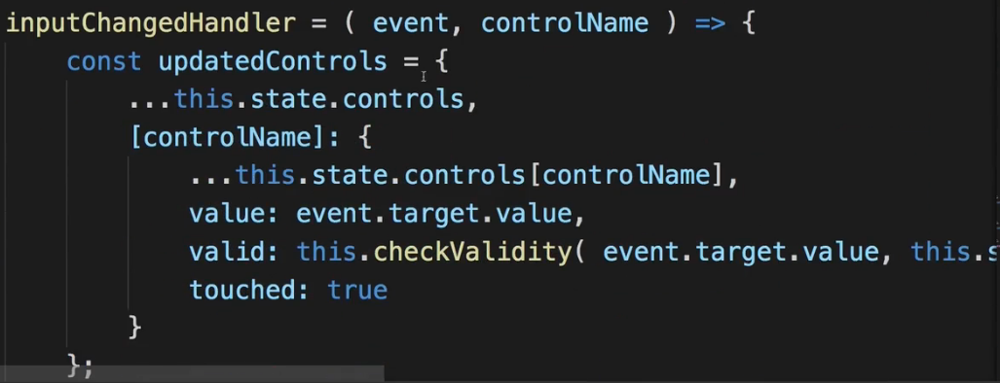 inputChangedHandler = ( event, controlName ) => {
const updatedControls = {
...this.state.controls,
[controlName]: {
...this.state.controls[controlName],
value: event.target.value,
valid: this.checkValidity( event.target.value, this.s
touched: true
}
};